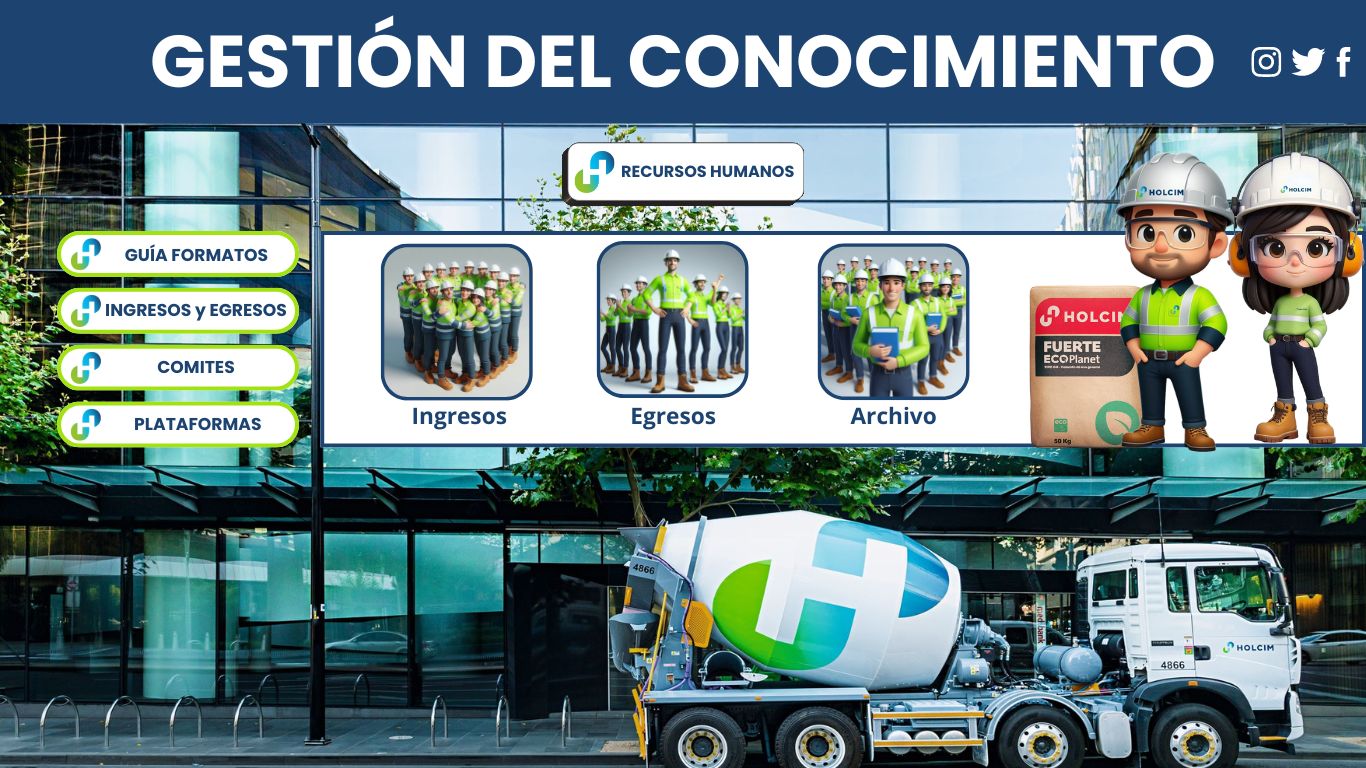 GESTIÓN DEL CONOCIMIENTO
RECURSOS HUMANOS
GUÍA FORMATOS
INGRESOS y EGRESOS
COMITES
PLATAFORMAS
Ingresos
Egresos
Archivo
HOLCIM
HOLCIM
HOLCIM
FUERTE
ECOPlanet
eco
50 Kg
4866
4866
HOLCIM